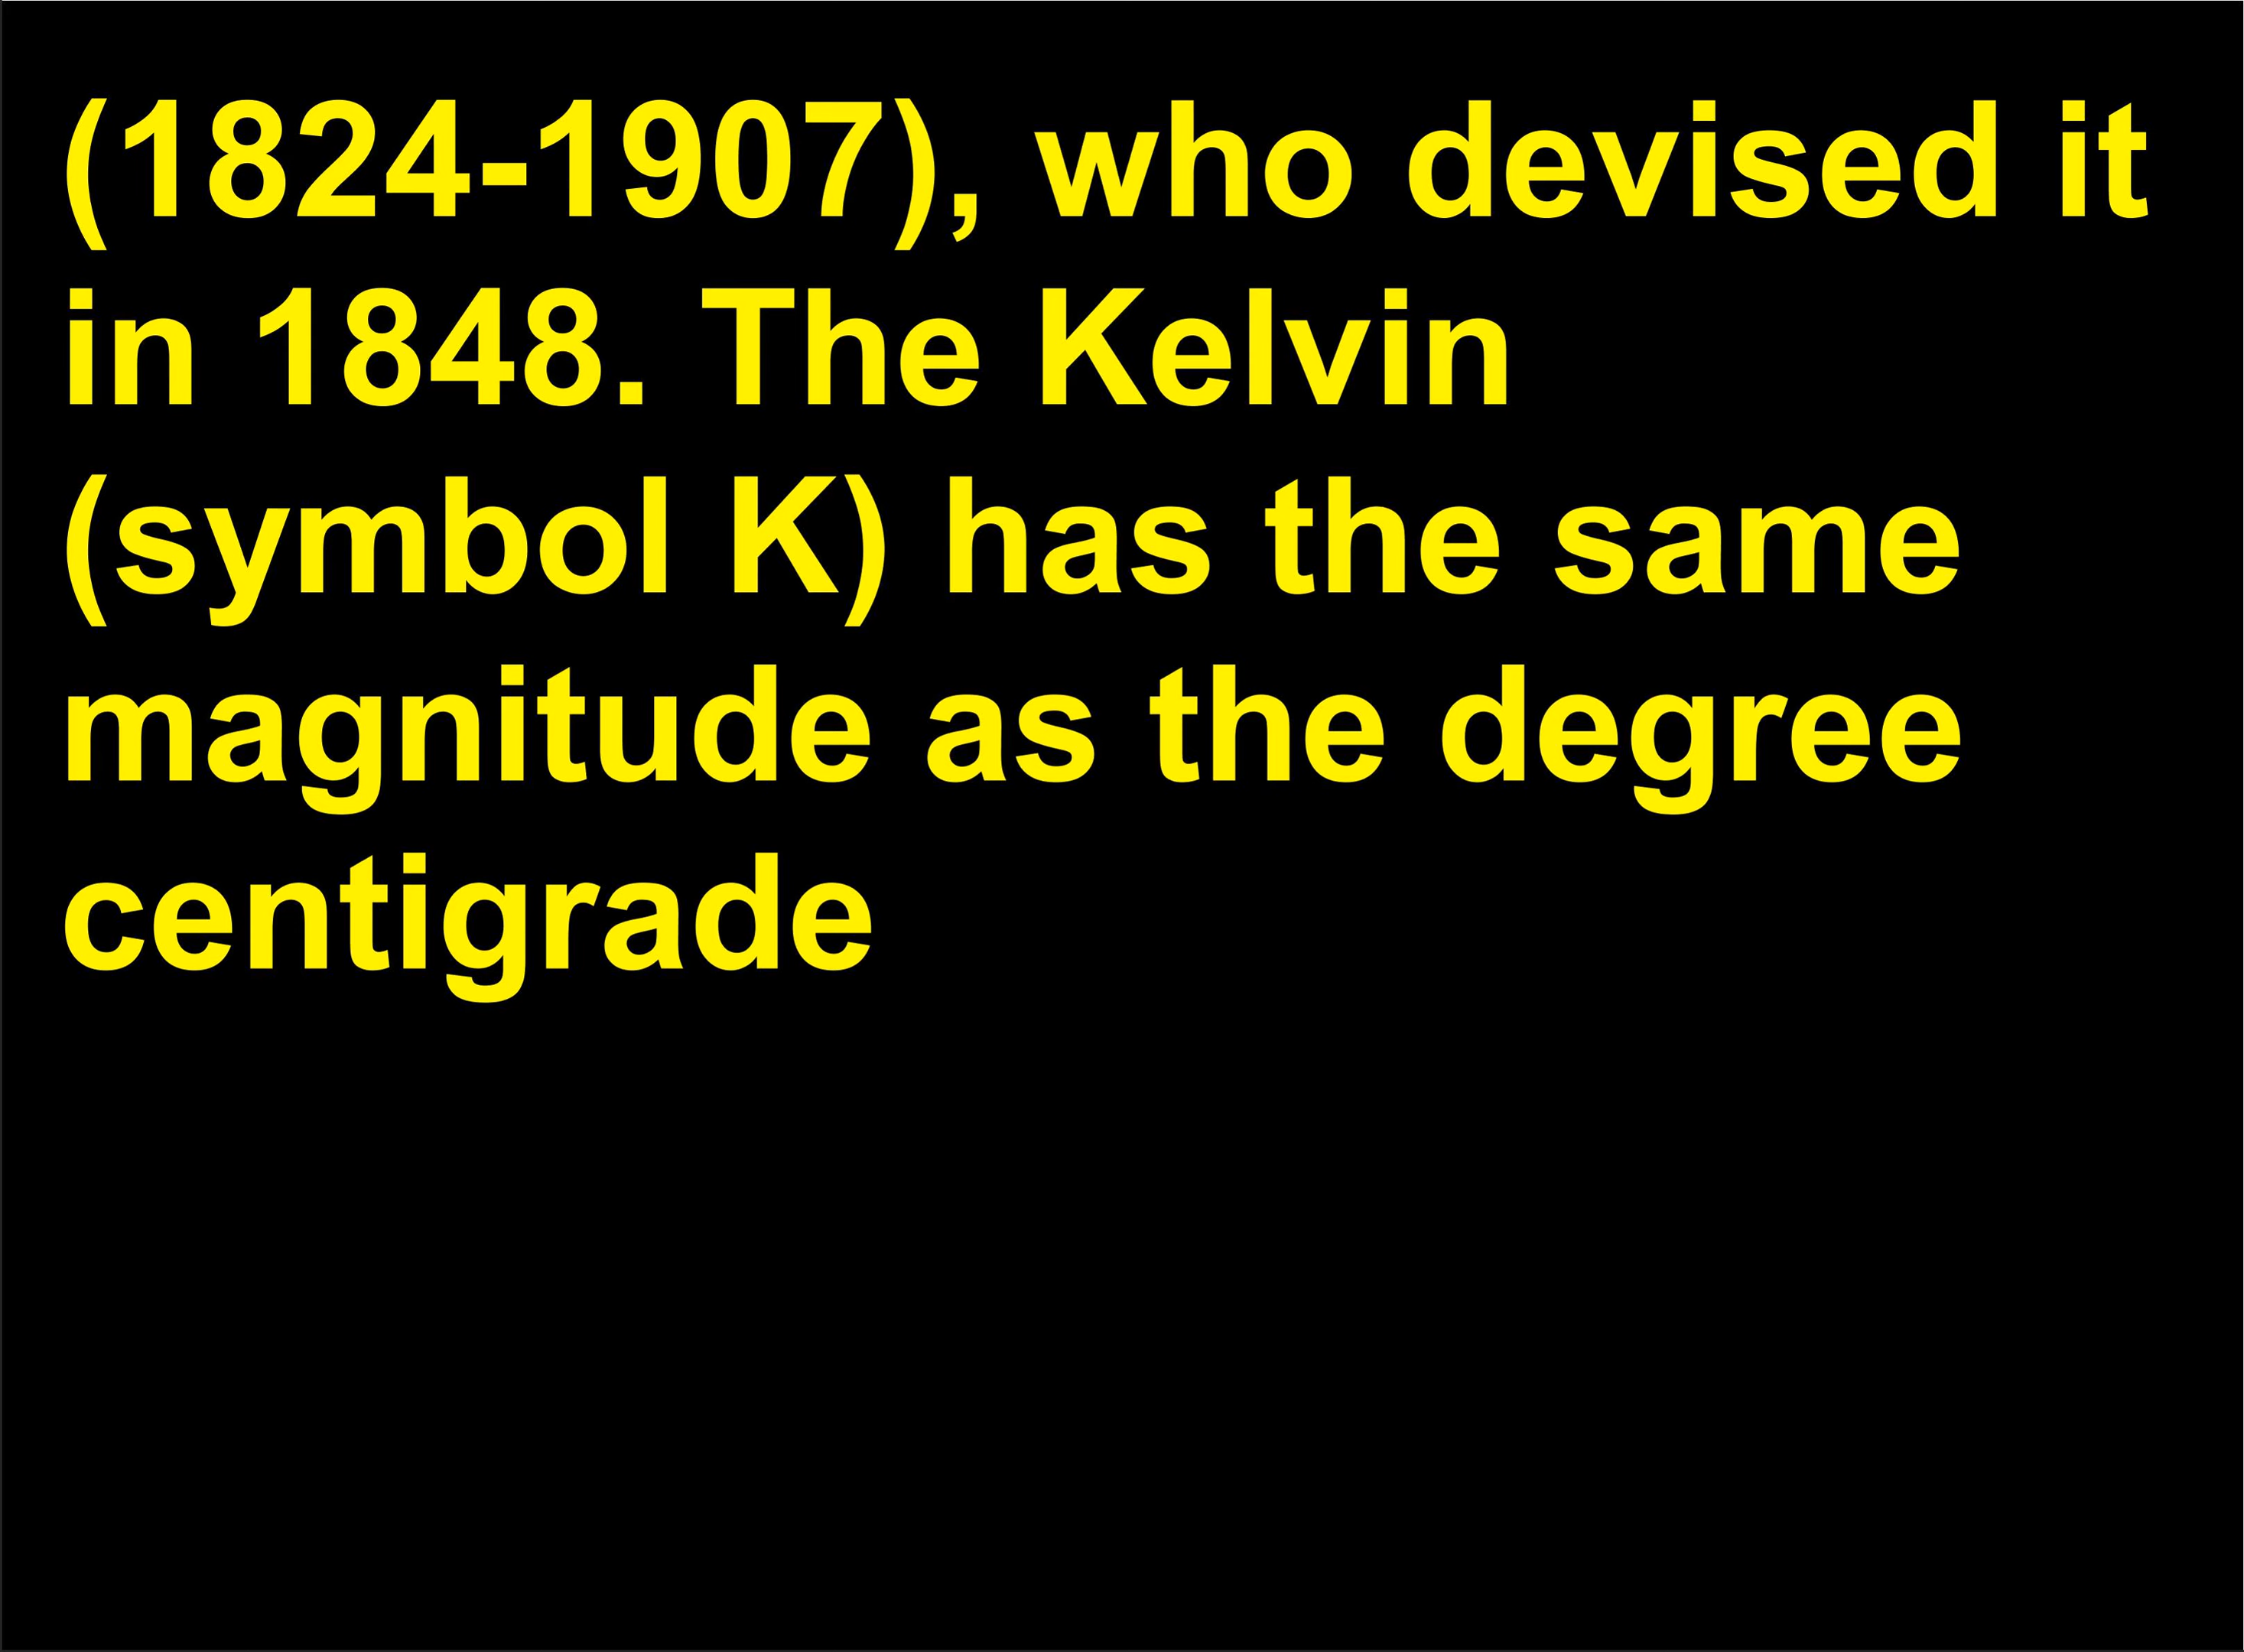 (1824-1907), who devised it
in 1848. The Kelvin
(symbol K) has the same
magnitude as the degree
centigrade